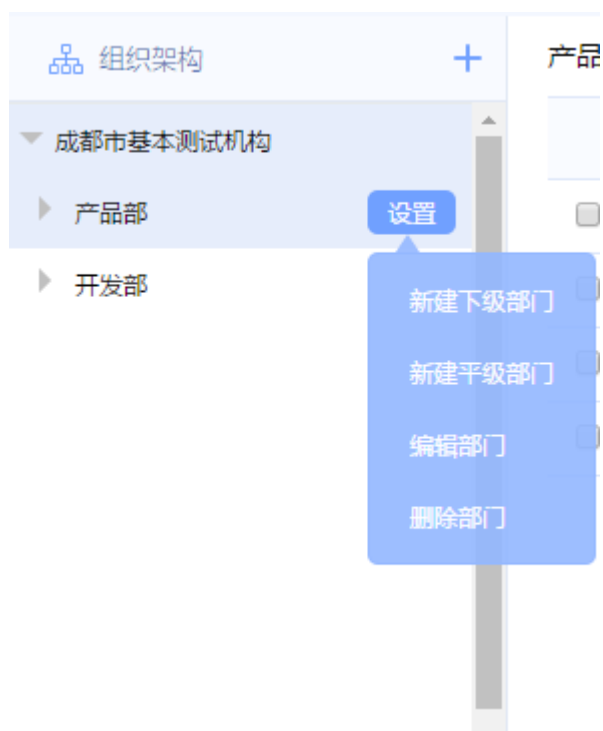 组织架构
产品
成都市基本测试机构
产品部
设置
开发部
新建下级部门
新建平级部门
编辑部门
删除部门